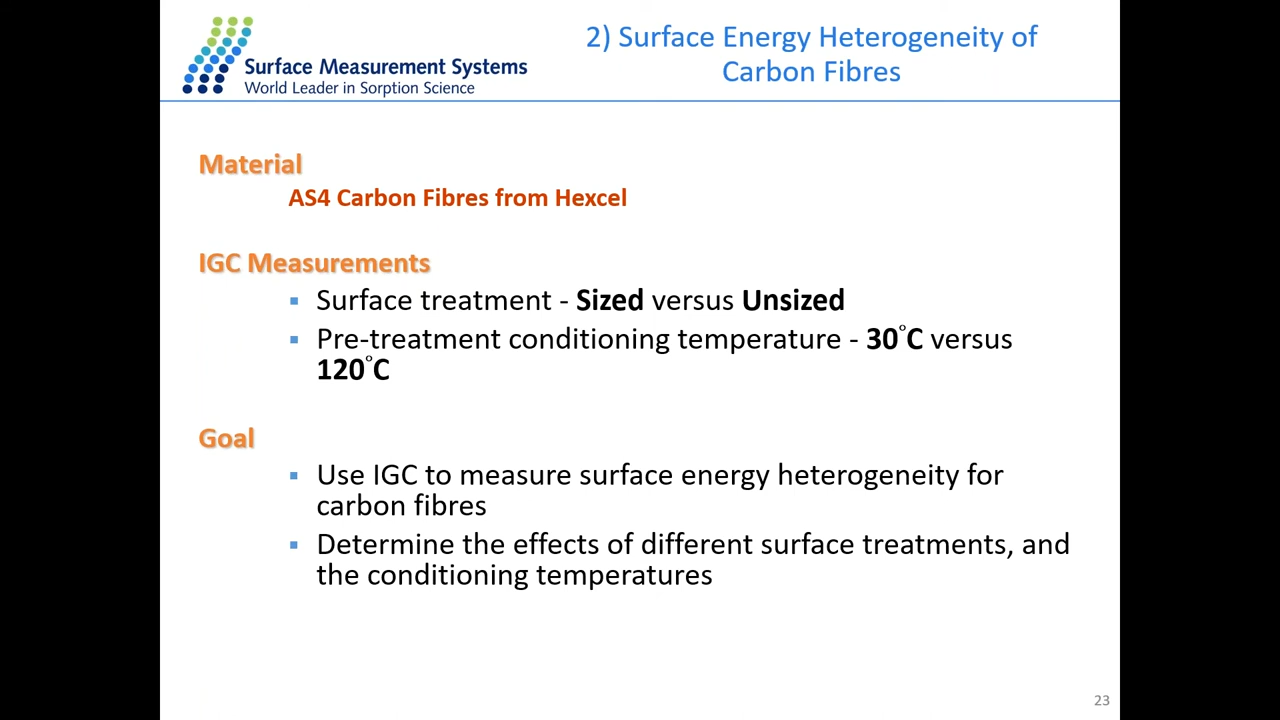 Surface Measurement Systems
World Leader in Sorption Science
2) Surface Energy Heterogeneity of
Carbon Fibres
Material
AS4 Carbon Fibres from Hexcel
IGC Measurements
▪ Surface treatment - Sized versus Unsized
▪ Pre-treatment conditioning temperature - 30°C versus
120°C
Goal
▪ Use IGC to measure surface energy heterogeneity for
carbon fibres
▪ Determine the effects of different surface treatments, and
the conditioning temperatures
23